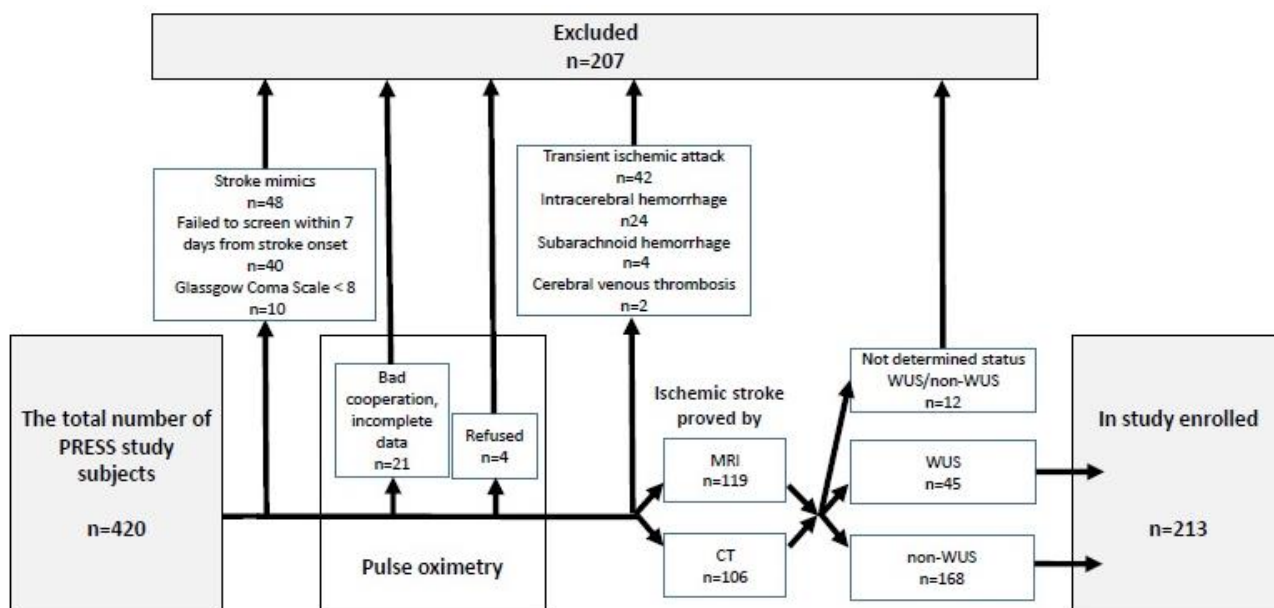 Excluded
n=207
Stroke mimics
n=48
Failed to screen within 7
days from stroke onset
n=40
Glassgow Coma Scale < 8
n=10
Transient ischemic attack
n=42
Intracerebral hemorrhage
n24
Subarachnoid hemorrhage
n=4
Cerebral venous thrombosis
n=2
The total number of
PRESS study
subjects
n=420
Bad
cooperation,
incomplete
data
n=21
Refused
n=4
Pulse oximetry
Ischemic stroke
proved by
MRI
n=119
CT
n=106
Not determined status
WUS/non-WUS
n=12
WUS
n=45
non-WUS
n=168
In study enrolled
n=213